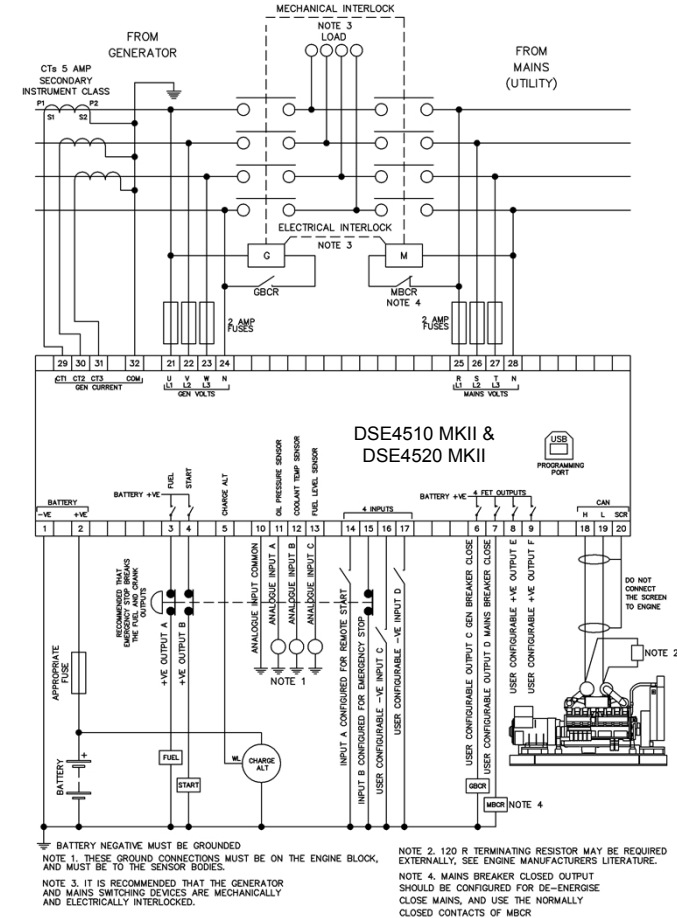 MECHANICAL INTERLOCK
FROM
GENERATOR
NOTE 3
LOAD
FROM
MAINS
(UTILITY)
CTs 5 AMP
SECONDARY
INSTRUMENT CLASS
P1
P2
S1
S2
ELECTRICAL INTERLOCK
NOTE 3
G
M
GBCR
MBCR
NOTE 4
2 AMP
FUSES
2 AMP
FUSES
29 30 31 32 21 22 23 24 25 26 27 28
CT1 CT2 CT3 COM
GEN CURRENT
U V W N
L1 L2 L3
GEN VOLTS
R S T N
L1 L2 L3
MAINS VOLTS
DSE4510 MKII &
DSE4520 MKII
USB
PROGRAMMING
PORT
FUEL
START
CHARGE ALT
OIL PRESSURE SENSOR
COOLANT TEMP SENSOR
FUEL LEVEL SENSOR
BATTERY +VE
BATTERY +VE
4 FET OUTPUTS
BATTERY
-VE +VE
4 INPUTS
CAN
H L SCR
1 2 3 4 5 10 11 12 13 14 15 16 17 6 7 8 9 18 19 20
RECOMMENDED THAT
EMERGENCY STOP BREAKS
THE FUEL AND CRANK
OUTPUTS
+VE OUTPUT A
+VE OUTPUT B
ANALOGUE INPUT COMMON
ANALOGUE INPUT A
ANALOGUE INPUT B
ANALOGUE INPUT C
NOTE 1
INPUT A CONFIGURED FOR REMOTE START
INPUT B CONFIGURED FOR EMERGENCY STOP
USER CONFIGURABLE -VE INPUT C
USER CONFIGURABLE -VE INPUT D
USER CONFIGURABLE OUTPUT C GEN BREAKER CLOSE
USER CONFIGURABLE OUTPUT D MAINS BREAKER CLOSE
USER CONFIGURABLE +VE OUTPUT E
USER CONFIGURABLE +VE OUTPUT F
DO NOT
CONNECT
THE SCREEN
TO ENGINE
NOTE 2
APPROPRIATE
FUSE
BATTERY
+
-
FUEL
START
WL
CHARGE
ALT
GBCR
MBCR
NOTE 4
BATTERY NEGATIVE MUST BE GROUNDED
NOTE 1. THESE GROUND CONNECTIONS MUST BE ON THE ENGINE BLOCK,
AND MUST BE TO THE SENSOR BODIES.
NOTE 3. IT IS RECOMMENDED THAT THE GENERATOR
AND MAINS SWITCHING DEVICES ARE MECHANICALLY
AND ELECTRICALLY INTERLOCKED.
NOTE 2. 120 R TERMINATING RESISTOR MAY BE REQUIRED
EXTERNALLY, SEE ENGINE MANUFACTURERS LITERATURE.
NOTE 4. MAINS BREAKER CLOSED OUTPUT
SHOULD BE CONFIGURED FOR DE-ENERGISE
CLOSE MAINS, AND USE THE NORMALLY
CLOSED CONTACTS OF MBCR